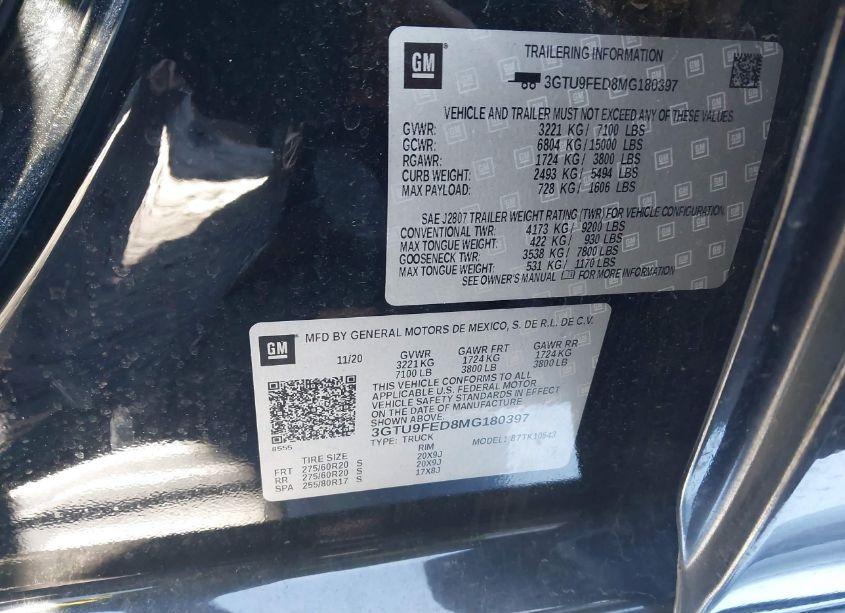 GM
TRAILERING INFORMATION
3GTU9FED8MG180397
VEHICLE AND TRAILER MUST NOT EXCEED ANY OF THESE VALUES
GVWR: 3221 KG / 7100 LBS
GCWR: 6804 KG / 15000 LBS
RGAWR: 1724 KG / 3800 LBS
CURB WEIGHT: 2493 KG / 5494 LBS
MAX PAYLOAD: 728 KG / 1606 LBS
SAE J2807 TRAILER WEIGHT RATING (TWR) FOR VEHICLE CONFIGURATION.
CONVENTIONAL TWR: 4173 KG / 9200 LBS
MAX TONGUE WEIGHT: 422 KG / 930 LBS
GOOSENECK TWR: 3538 KG / 7800 LBS
MAX TONGUE WEIGHT: 531 KG / 1170 LBS
SEE OWNER'S MANUAL FOR MORE INFORMATION
GM
MFD BY GENERAL MOTORS DE MEXICO, S. DE R.L. DE C.V.
11/20 GVWR GAWR FRT GAWR RR
3221 KG 1724 KG 1724 KG
7100 LB 3800 LB 3800 LB
THIS VEHICLE CONFORMS TO ALL
APPLICABLE U.S. FEDERAL MOTOR
VEHICLE SAFETY STANDARDS IN EFFECT
ON THE DATE OF MANUFACTURE
SHOWN ABOVE.
3GTU9FED8MG180397
8555
TYPE: TRUCK MODEL: B7TK10543
TIRE SIZE RIM
FRT 275/60R20 S 20X9J
RR 275/60R20 S 20X9J
SPA 255/80R17 S 17X8J